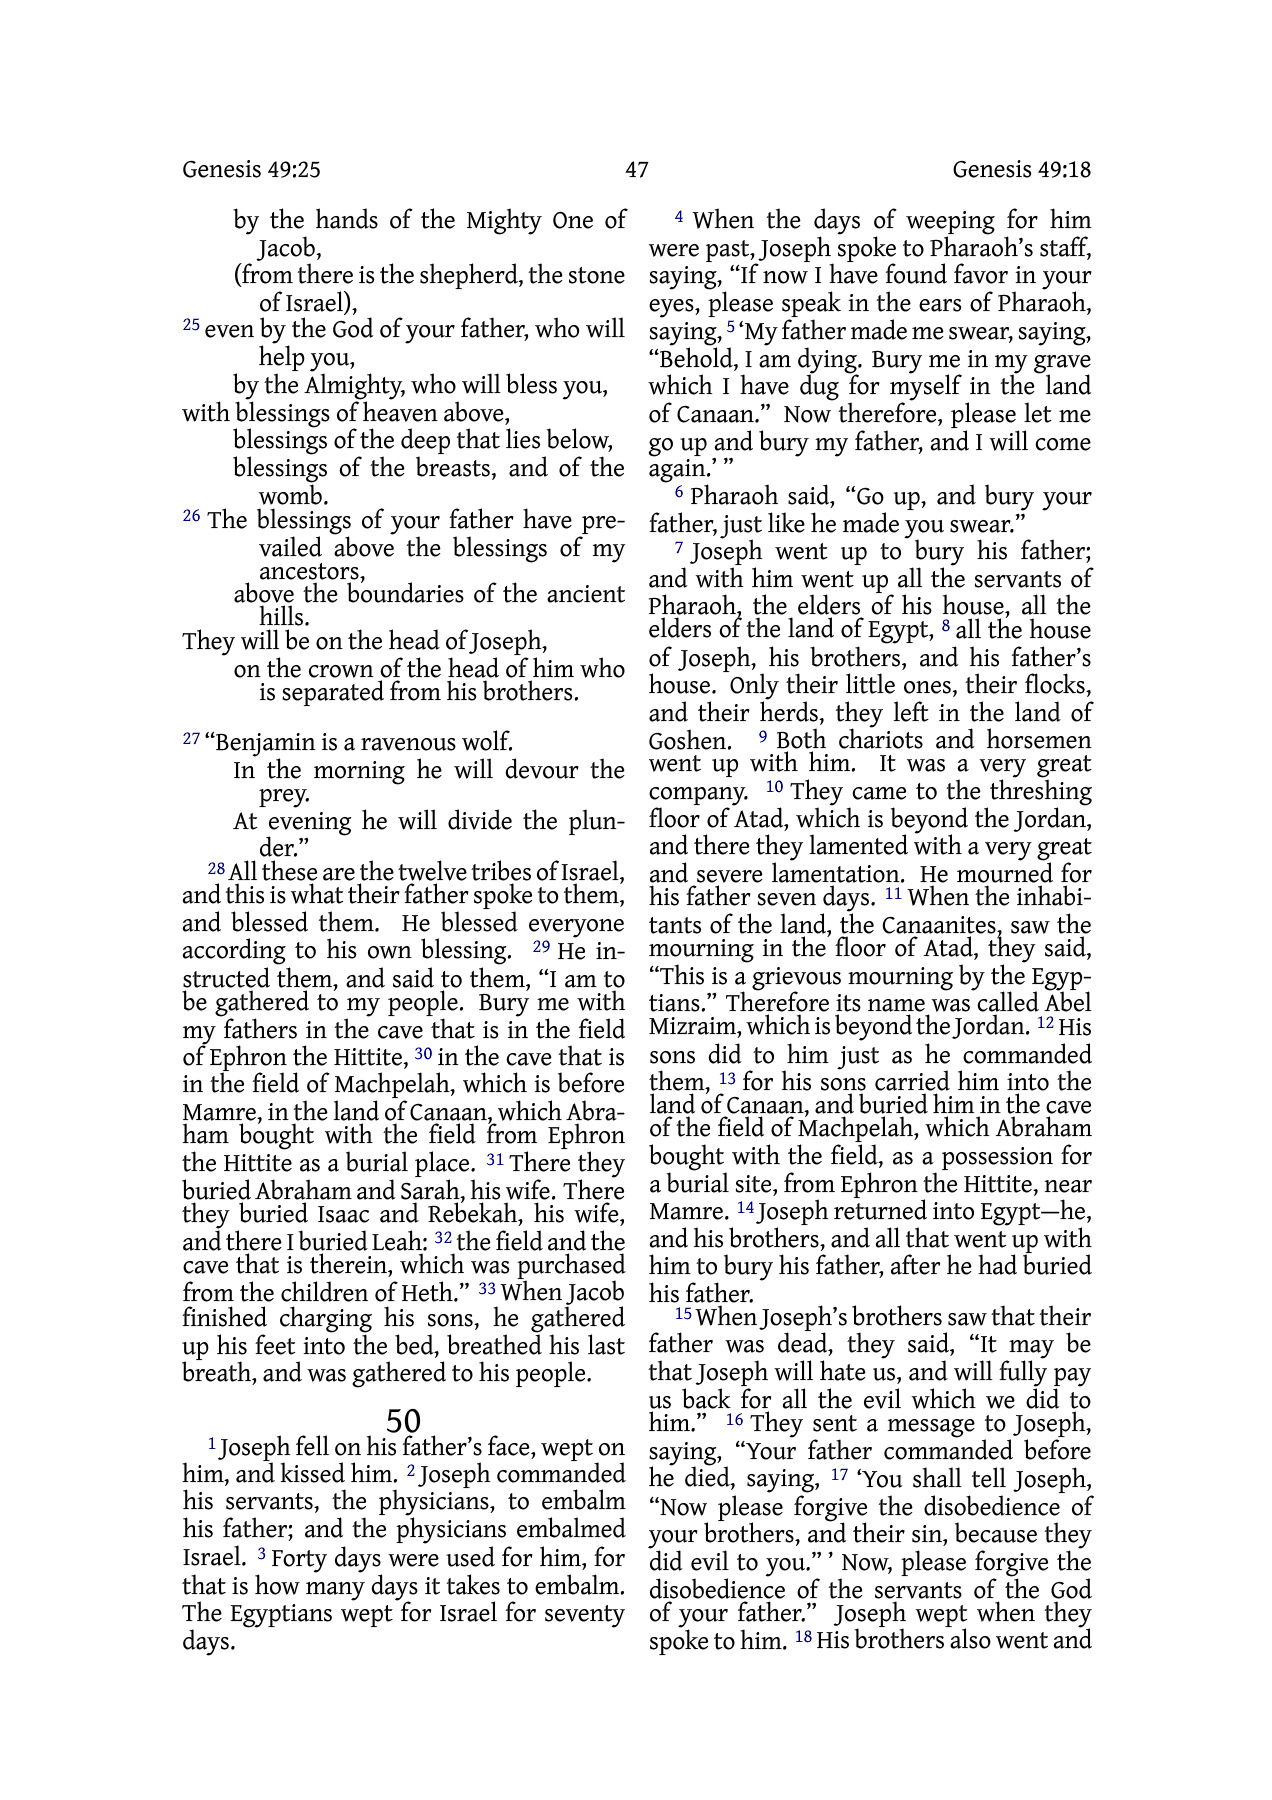 Genesis 49:25
47
Genesis 49:18
by the hands of the Mighty One of
Jacob,
(from there is the shepherd, the stone
of Israel),
25 even by the God of your father, who will
help you,
by the Almighty, who will bless you,
with blessings of heaven above,
blessings of the deep that lies below,
blessings of the breasts, and of the
womb.
26 The blessings of your father have pre-
vailed above the blessings of my
ancestors,
above the boundaries of the ancient
hills.
They will be on the head of Joseph,
on the crown of the head of him who
is separated from his brothers.
27 “Benjamin is a ravenous wolf.
In the morning he will devour the
prey.
At evening he will divide the plun-
der.”
28 All these are the twelve tribes of Israel,
and this is what their father spoke to them,
and blessed them. He blessed everyone
according to his own blessing. 29 He in-
structed them, and said to them, “I am to
be gathered to my people. Bury me with
my fathers in the cave that is in the field
of Ephron the Hittite, 30 in the cave that is
in the field of Machpelah, which is before
Mamre, in the land of Canaan, which Abra-
ham bought with the field from Ephron
the Hittite as a burial place. 31 There they
buried Abraham and Sarah, his wife. There
they buried Isaac and Rebekah, his wife,
and there I buried Leah: 32 the field and the
cave that is therein, which was purchased
from the children of Heth.” 33 When Jacob
finished charging his sons, he gathered
up his feet into the bed, breathed his last
breath, and was gathered to his people.
50
1 Joseph fell on his father’s face, wept on
him, and kissed him. 2 Joseph commanded
his servants, the physicians, to embalm
his father; and the physicians embalmed
Israel. 3 Forty days were used for him, for
that is how many days it takes to embalm.
The Egyptians wept for Israel for seventy
days.
4 When the days of weeping for him
were past, Joseph spoke to Pharaoh’s staff,
saying, “If now I have found favor in your
eyes, please speak in the ears of Pharaoh,
saying, 5 ‘My father made me swear, saying,
“Behold, I am dying. Bury me in my grave
which I have dug for myself in the land
of Canaan.” Now therefore, please let me
go up and bury my father, and I will come
again.’ ”
6 Pharaoh said, “Go up, and bury your
father, just like he made you swear.”
7 Joseph went up to bury his father;
and with him went up all the servants of
Pharaoh, the elders of his house, all the
elders of the land of Egypt, 8 all the house
of Joseph, his brothers, and his father’s
house. Only their little ones, their flocks,
and their herds, they left in the land of
Goshen. 9 Both chariots and horsemen
went up with him. It was a very great
company. 10 They came to the threshing
floor of Atad, which is beyond the Jordan,
and there they lamented with a very great
and severe lamentation. He mourned for
his father seven days. 11 When the inhabi-
tants of the land, the Canaanites, saw the
mourning in the floor of Atad, they said,
“This is a grievous mourning by the Egyp-
tians.” Therefore its name was called Abel
Mizraim, which is beyond the Jordan. 12 His
sons did to him just as he commanded
them, 13 for his sons carried him into the
land of Canaan, and buried him in the cave
of the field of Machpelah, which Abraham
bought with the field, as a possession for
a burial site, from Ephron the Hittite, near
Mamre. 14 Joseph returned into Egypt—he,
and his brothers, and all that went up with
him to bury his father, after he had buried
his father.
15 When Joseph’s brothers saw that their
father was dead, they said, “It may be
that Joseph will hate us, and will fully pay
us back for all the evil which we did to
him.” 16 They sent a message to Joseph,
saying, “Your father commanded before
he died, saying, 17 ‘You shall tell Joseph,
“Now please forgive the disobedience of
your brothers, and their sin, because they
did evil to you.” ’ Now, please forgive the
disobedience of the servants of the God
of your father.” Joseph wept when they
spoke to him. 18 His brothers also went and